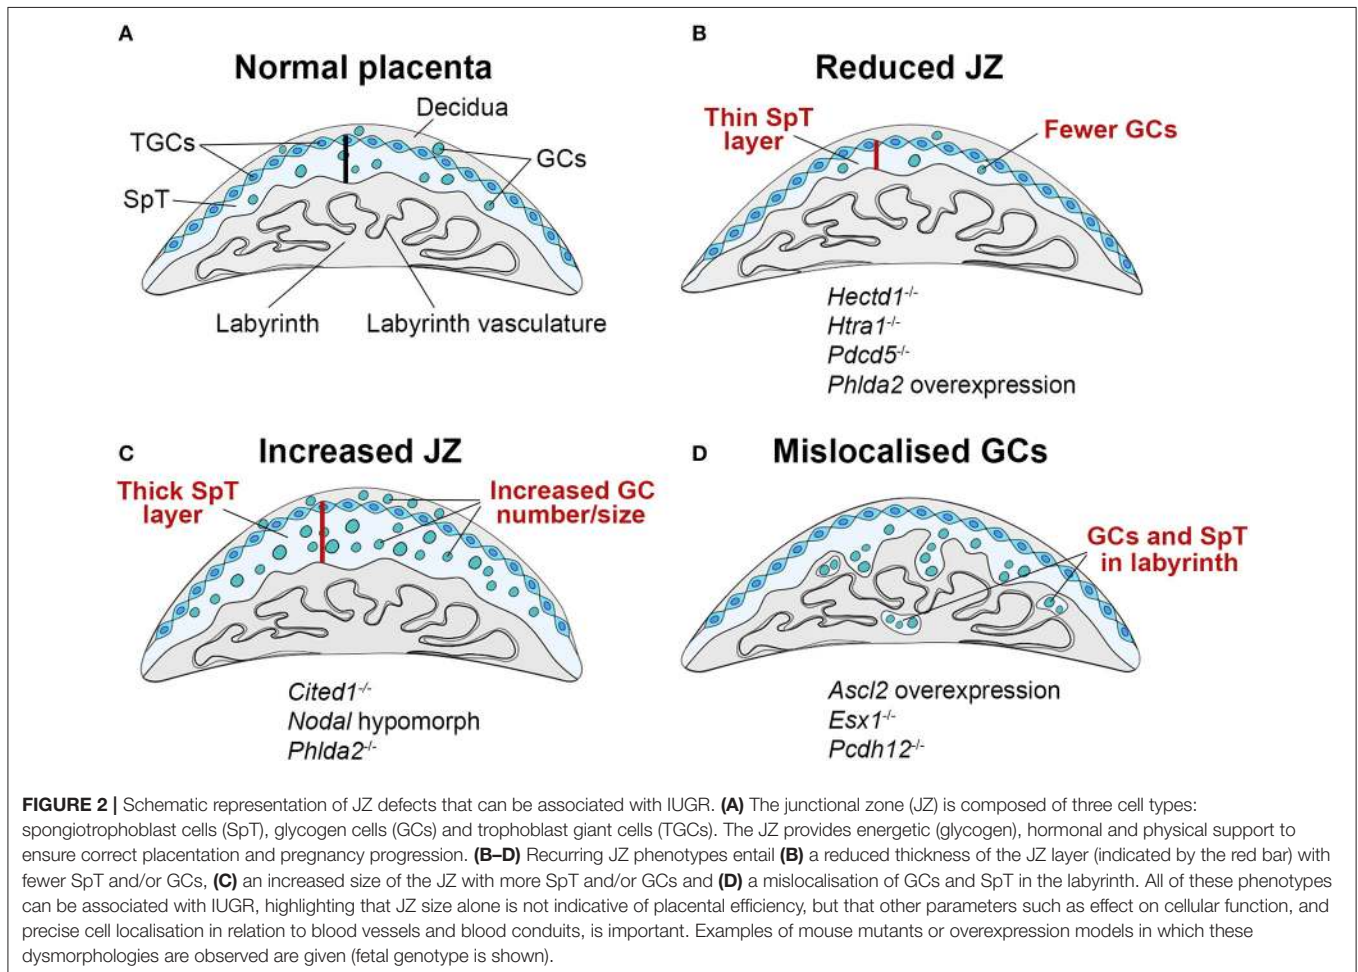 A
Normal placenta
Decidua
TGCs
GCs
SpT
Labyrinth
Labyrinth vasculature
B
Reduced JZ
Thin SpT
layer
Fewer GCs
Hectd1-/-
Htra1-/-
Pdcd5-/-
Phlda2 overexpression
C
Increased JZ
Thick SpT
layer
Increased GC
number/size
Cited1-/-
Nodal hypomorph
Phlda2-/-
D
Mislocalised GCs
GCs and SpT
in labyrinth
Ascl2 overexpression
Esx1-/-
Pcdh12-/-
FIGURE 2 | Schematic representation of JZ defects that can be associated with IUGR. (A) The junctional zone (JZ) is composed of three cell types:
spongiotrophoblast cells (SpT), glycogen cells (GCs) and trophoblast giant cells (TGCs). The JZ provides energetic (glycogen), hormonal and physical support to
ensure correct placentation and pregnancy progression. (B–D) Recurring JZ phenotypes entail (B) a reduced thickness of the JZ layer (indicated by the red bar) with
fewer SpT and/or GCs, (C) an increased size of the JZ with more SpT and/or GCs and (D) a mislocalisation of GCs and SpT in the labyrinth. All of these phenotypes
can be associated with IUGR, highlighting that JZ size alone is not indicative of placental efficiency, but that other parameters such as effect on cellular function, and
precise cell localisation in relation to blood vessels and blood conduits, is important. Examples of mouse mutants or overexpression models in which these
dysmorphologies are observed are given (fetal genotype is shown).